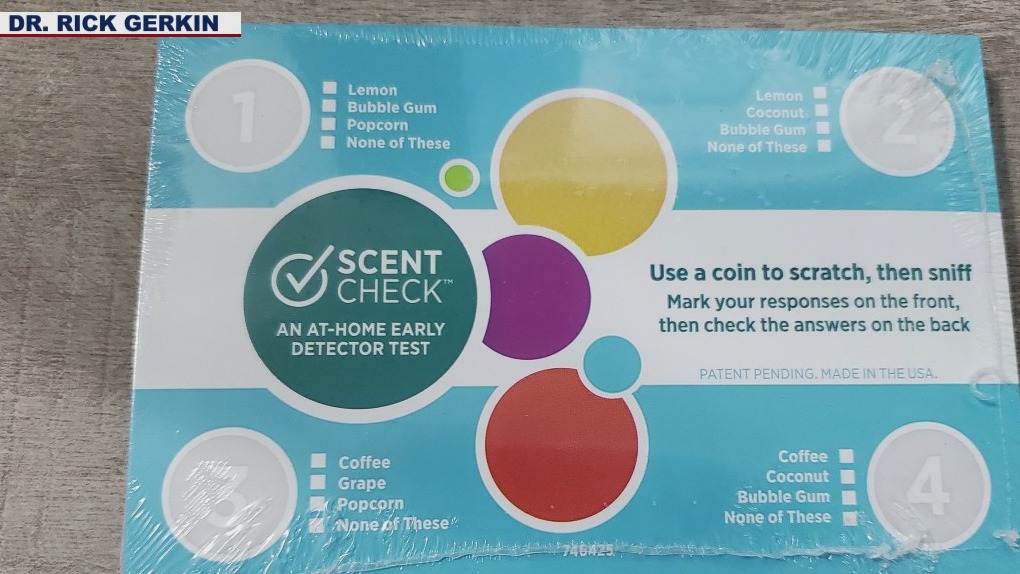 DR. RICK GERKIN
1
Lemon
Bubble Gum
Popcorn
None of These
Lemon
Coconut
Bubble Gum
None of These
2
SCENT
CHECK™
AN AT-HOME EARLY
DETECTOR TEST
Use a coin to scratch, then sniff
Mark your responses on the front,
then check the answers on the back
PATENT PENDING. MADE IN THE USA.
3
Coffee
Grape
Popcorn
None of These
Coffee
Coconut
Bubble Gum
None of These
4
746425